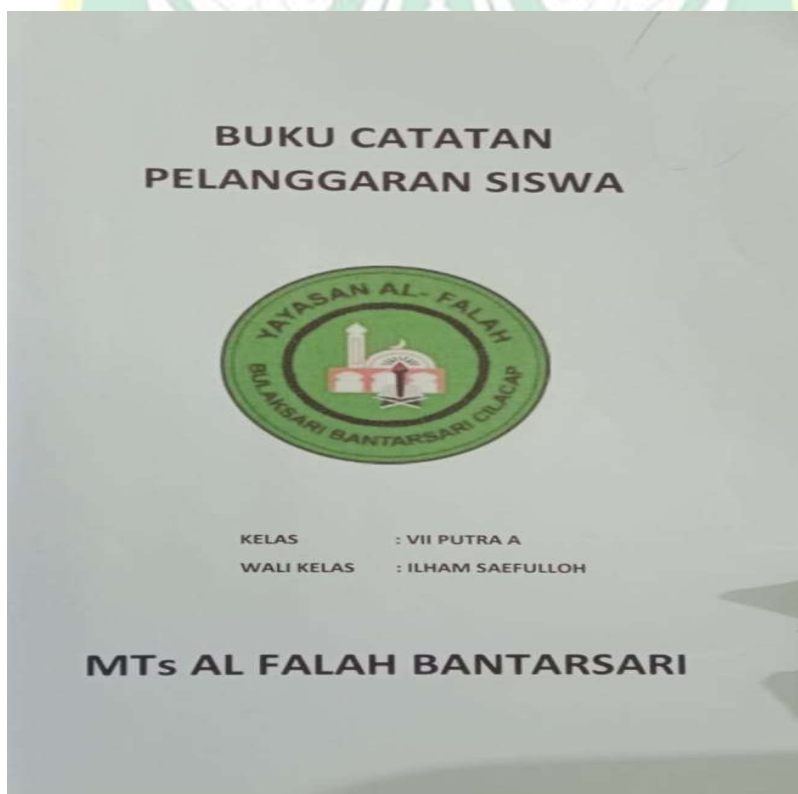 BUKU CATATAN
PELANGGARAN SISWA
YAYASAN AL- FALAH
BULAKSARI BANTARSARI CILACAP
KELAS : VII PUTRA A
WALI KELAS : ILHAM SAEFULLOH
MTs AL FALAH BANTARSARI